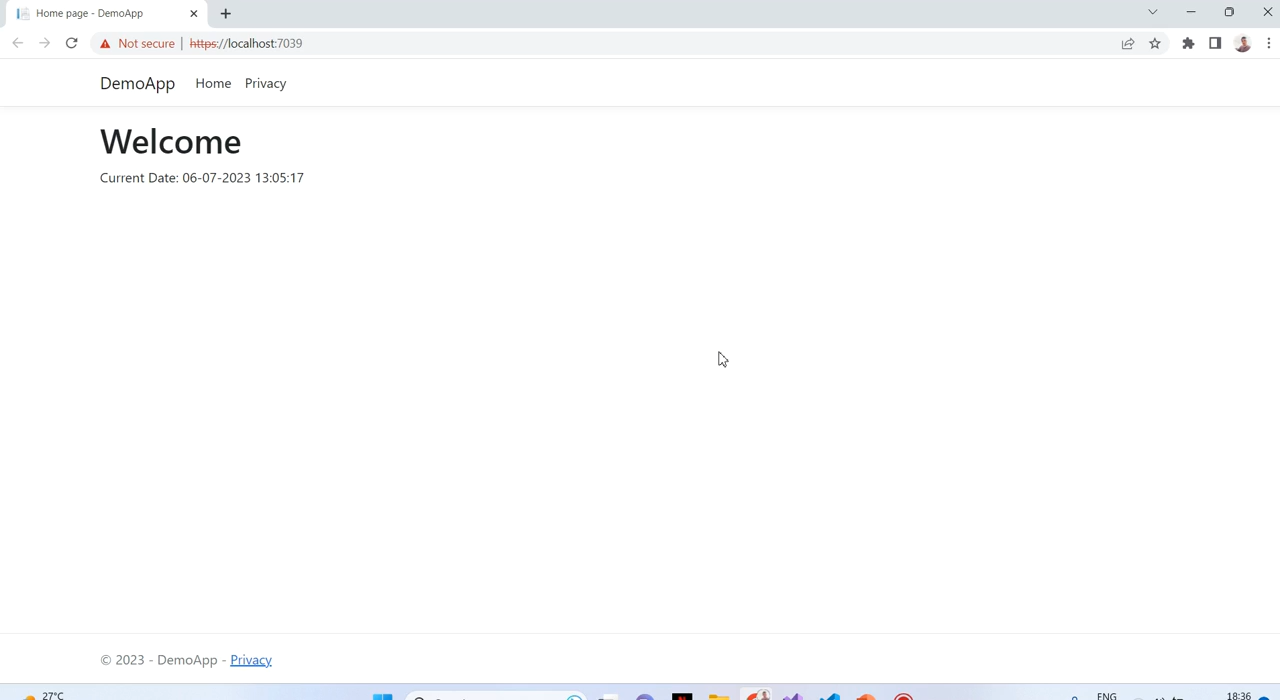 Home page - DemoApp
Not secure | https://localhost:7039
DemoApp Home Privacy
Welcome
Current Date: 06-07-2023 13:05:17
© 2023 - DemoApp - Privacy
27°C
ENG
18:36